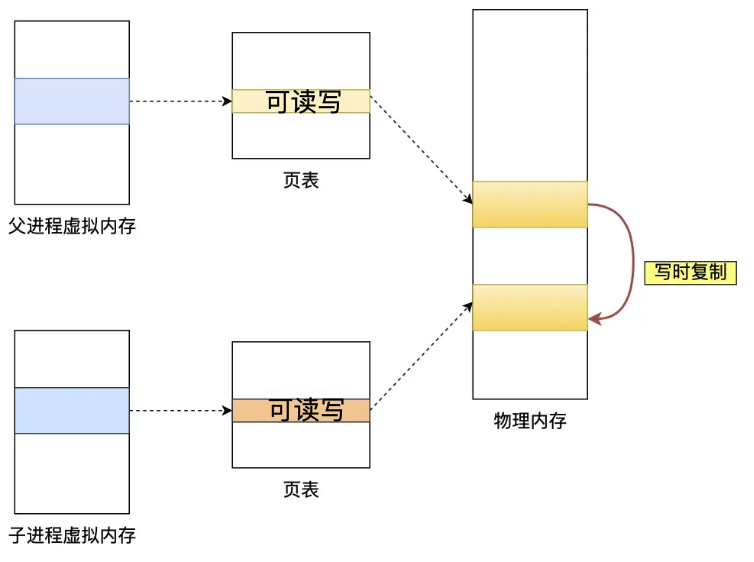 可读写
页表
父进程虚拟内存
写时复制
可读写
物理内存
页表
子进程虚拟内存